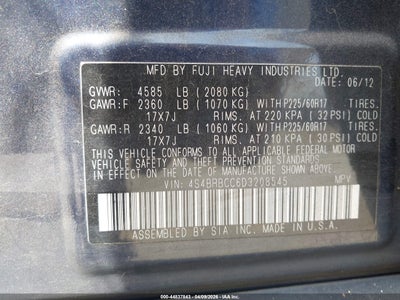 MFD BY FUJI HEAVY INDUSTRIES LTD.
DATE: 06/12
GVWR: 4585 LB ( 2080 KG)
GAWR:F 2360 LB ( 1070 KG) WITH P225/60R17 TIRES.
17X7J RIMS. AT 220 KPA ( 32 PSI) COLD
GAWR:R 2340 LB ( 1060 KG) WITH P225/60R17 TIRES.
17X7J RIMS. AT 210 KPA ( 30 PSI) COLD
THIS VEHICLE CONFORMS TO ALL APPLICABLE FEDERAL MOTOR
VEHICLE SAFETY STANDARDS IN EFFECT ON THE DATE OF
MANUFACTURE SHOWN ABOVE.
VIN: 4S4BRBCC6D3208545 MPV
ASSEMBLED BY SIA INC. MADE IN U.S.A.
000-44837843 - 04/09/2026 - IAAI, Inc.